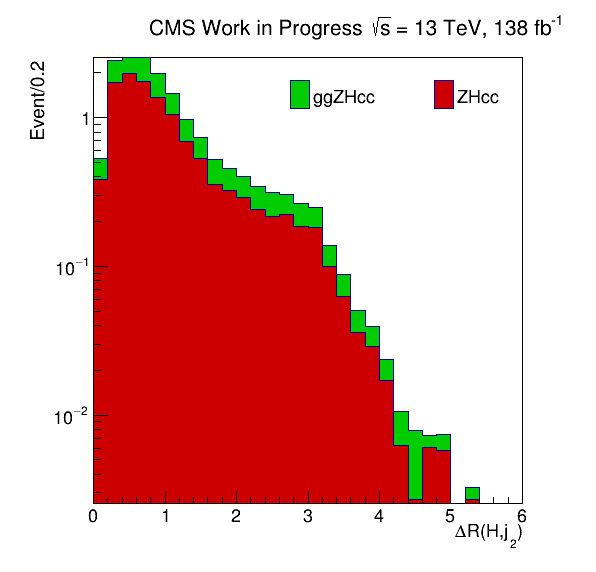 CMS Work in Progress √s = 13 TeV, 138 fb⁻¹
Event/0.2
ggZHcc ZHcc
1
10⁻¹
10⁻²
0 1 2 3 4 5 6
ΔR(H,j₂)